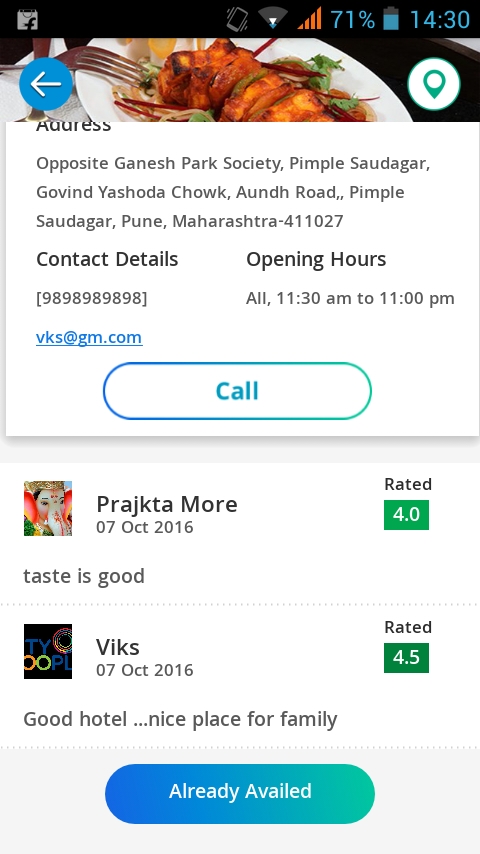 71% 14:30
Address
Opposite Ganesh Park Society, Pimple Saudagar,
Govind Yashoda Chowk, Aundh Road,, Pimple
Saudagar, Pune, Maharashtra-411027
Contact Details
Opening Hours
[9898989898]
All, 11:30 am to 11:00 pm
vks@gm.com
Call
Prajkta More
07 Oct 2016
Rated
4.0
taste is good
TY
OOPL
Viks
07 Oct 2016
Rated
4.5
Good hotel ...nice place for family
Already Availed